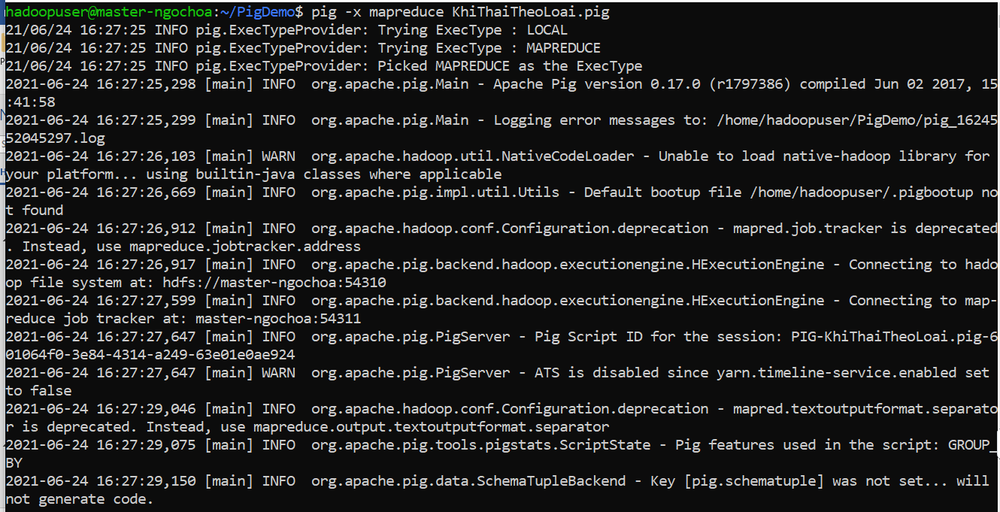 hadoopuser@master-ngochoa:~/PigDemo$ pig -x mapreduce KhiThaiTheoLoai.pig
21/06/24 16:27:25 INFO pig.ExecTypeProvider: Trying ExecType : LOCAL
21/06/24 16:27:25 INFO pig.ExecTypeProvider: Trying ExecType : MAPREDUCE
21/06/24 16:27:25 INFO pig.ExecTypeProvider: Picked MAPREDUCE as the ExecType
2021-06-24 16:27:25,298 [main] INFO  org.apache.pig.Main - Apache Pig version 0.17.0 (r1797386) compiled Jun 02 2017, 15
:41:58
2021-06-24 16:27:25,299 [main] INFO  org.apache.pig.Main - Logging error messages to: /home/hadoopuser/PigDemo/pig_16245
52045297.log
2021-06-24 16:27:26,103 [main] WARN  org.apache.hadoop.util.NativeCodeLoader - Unable to load native-hadoop library for
your platform... using builtin-java classes where applicable
2021-06-24 16:27:26,669 [main] INFO  org.apache.pig.impl.util.Utils - Default bootup file /home/hadoopuser/.pigbootup no
t found
2021-06-24 16:27:26,912 [main] INFO  org.apache.hadoop.conf.Configuration.deprecation - mapred.job.tracker is deprecated
. Instead, use mapreduce.jobtracker.address
2021-06-24 16:27:26,917 [main] INFO  org.apache.pig.backend.hadoop.executionengine.HExecutionEngine - Connecting to hado
op file system at: hdfs://master-ngochoa:54310
2021-06-24 16:27:27,599 [main] INFO  org.apache.pig.backend.hadoop.executionengine.HExecutionEngine - Connecting to map-
reduce job tracker at: master-ngochoa:54311
2021-06-24 16:27:27,647 [main] INFO  org.apache.pig.PigServer - Pig Script ID for the session: PIG-KhiThaiTheoLoai.pig-6
01064f0-3e84-4314-a249-63e01e0ae924
2021-06-24 16:27:27,647 [main] WARN  org.apache.pig.PigServer - ATS is disabled since yarn.timeline-service.enabled set
to false
2021-06-24 16:27:29,046 [main] INFO  org.apache.hadoop.conf.Configuration.deprecation - mapred.textoutputformat.separato
r is deprecated. Instead, use mapreduce.output.textoutputformat.separator
2021-06-24 16:27:29,075 [main] INFO  org.apache.pig.tools.pigstats.ScriptState - Pig features used in the script: GROUP_
BY
2021-06-24 16:27:29,150 [main] INFO  org.apache.pig.data.SchemaTupleBackend - Key [pig.schematuple] was not set... will
not generate code.